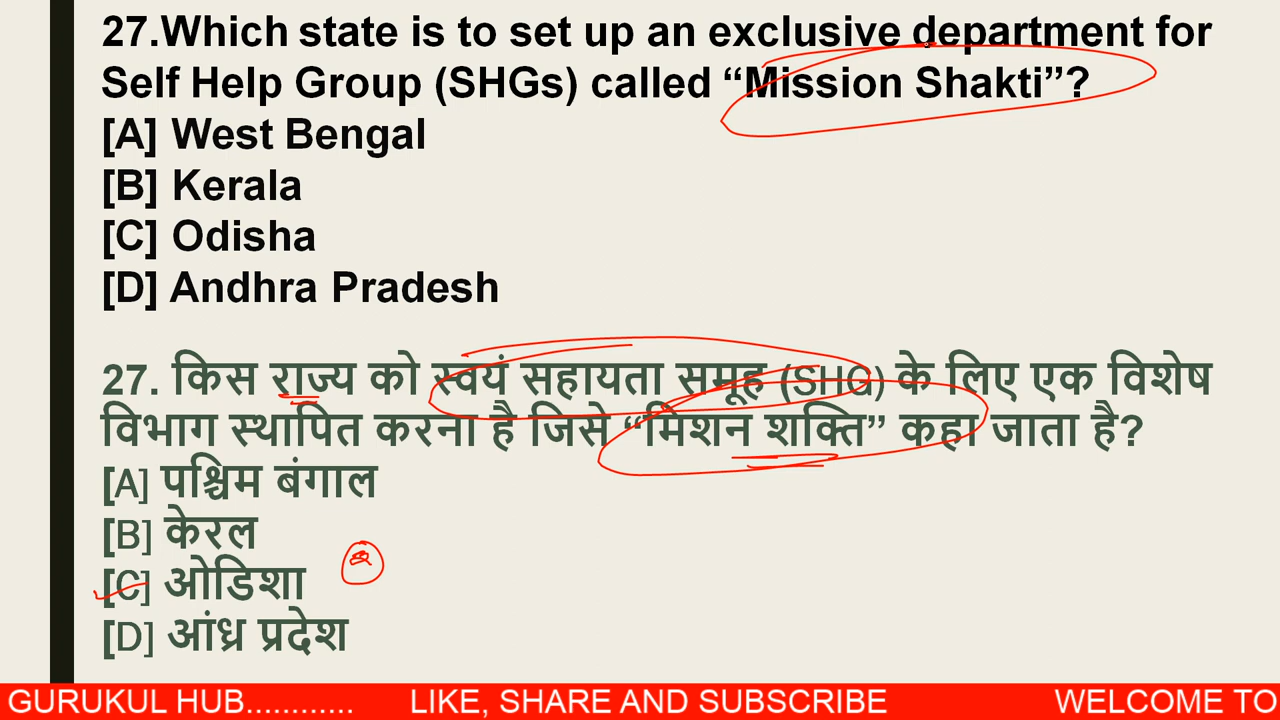 27.Which state is to set up an exclusive department for
Self Help Group (SHGs) called “Mission Shakti”?
[A] West Bengal
[B] Kerala
[C] Odisha
[D] Andhra Pradesh
27. किस राज्य को स्वयं सहायता समूह (SHG) के लिए एक विशेष
विभाग स्थापित करना है जिसे “मिशन शक्ति” कहा जाता है?
[A] पश्चिम बंगाल
[B] केरल
[C] ओडिशा
[D] आंध्र प्रदेश
GURUKUL HUB............ LIKE, SHARE AND SUBSCRIBE WELCOME TO